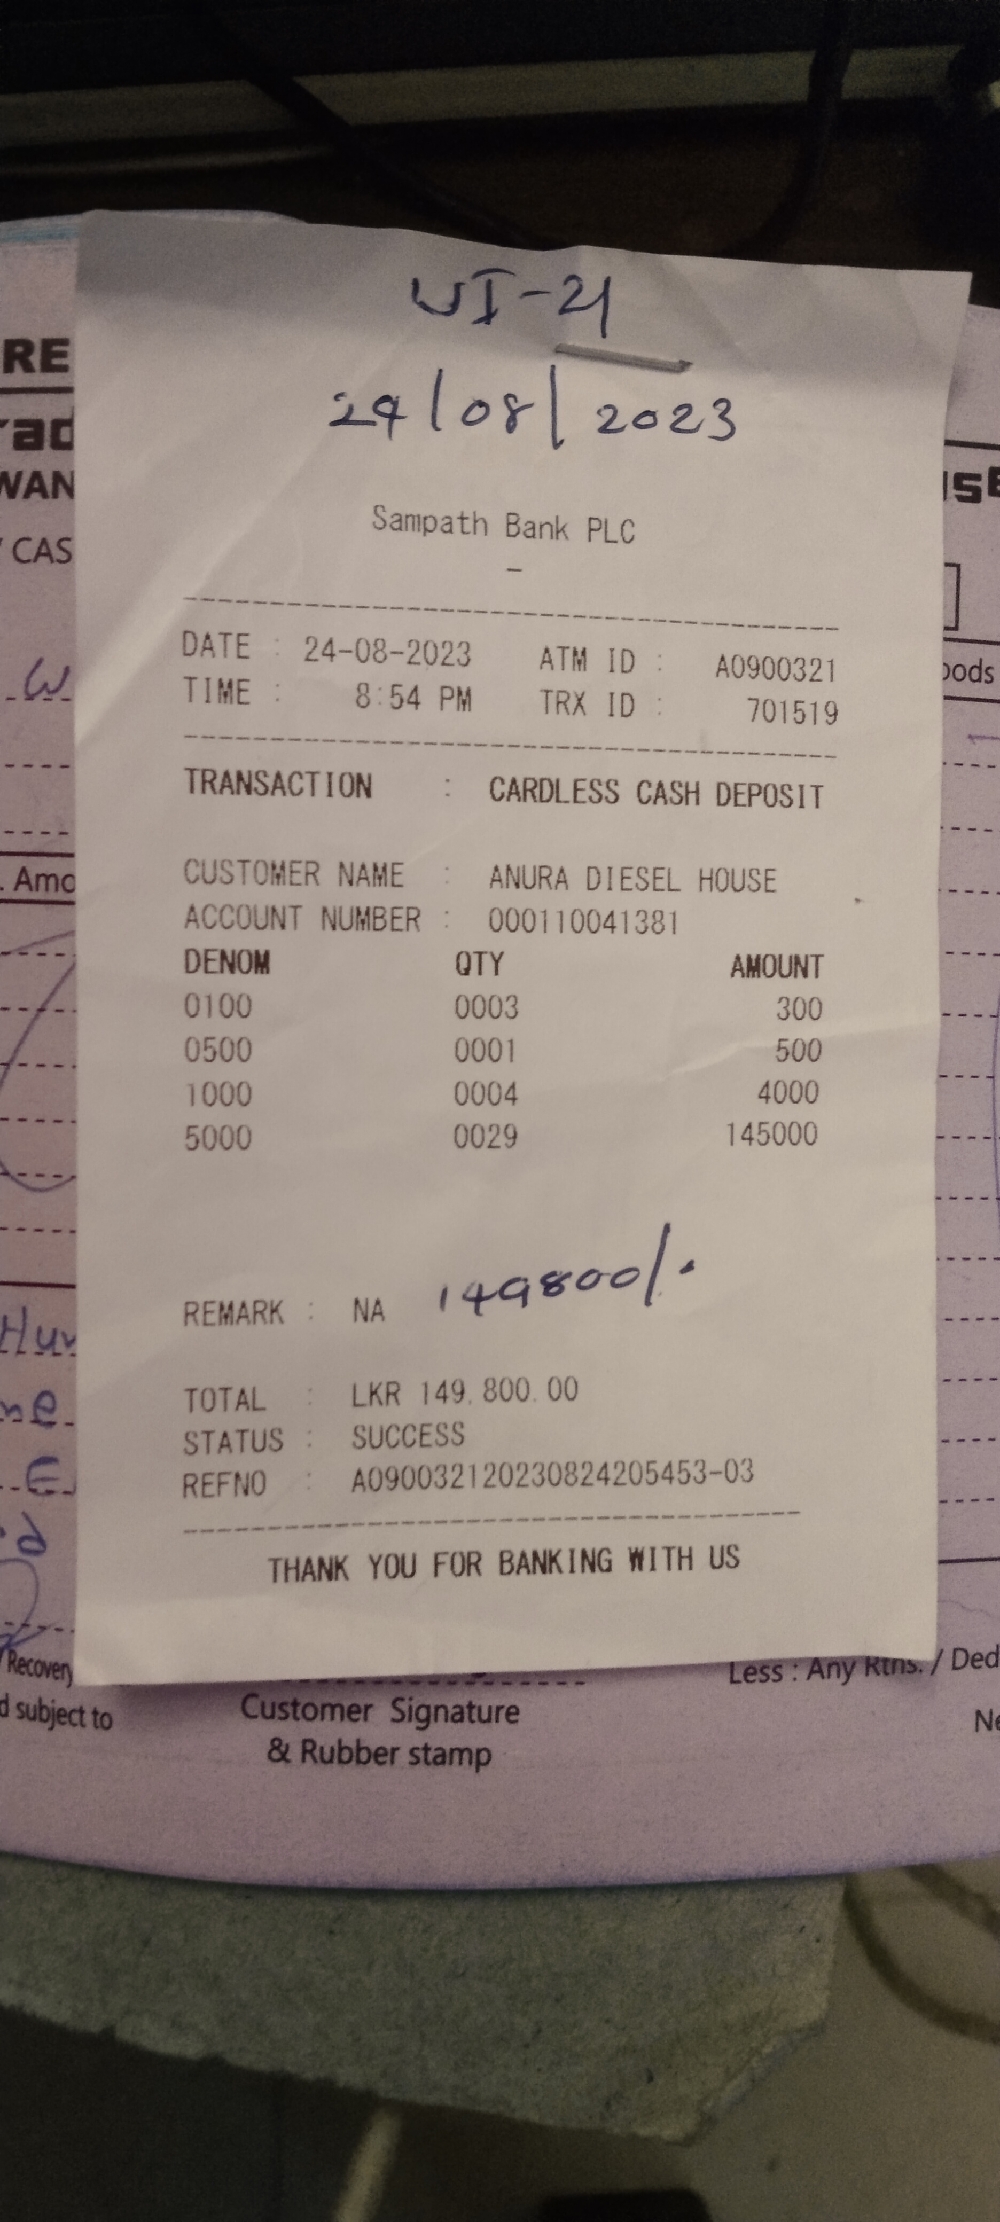 WI-21
24/08/2023
Sampath Bank PLC
-
DATE : 24-08-2023 ATM ID : A0900321
TIME : 8:54 PM TRX ID : 701519
TRANSACTION : CARDLESS CASH DEPOSIT
CUSTOMER NAME : ANURA DIESEL HOUSE
ACCOUNT NUMBER : 000110041381
DENOM QTY AMOUNT
0100 0003 300
0500 0001 500
1000 0004 4000
5000 0029 145000
149800/.
REMARK : NA
TOTAL : LKR 149,800.00
STATUS : SUCCESS
REFNO : A090032120230824205453-03
THANK YOU FOR BANKING WITH US
RE
WAN
CAS
Amo
Recovery
d subject to
Customer Signature
& Rubber stamp
oods
Less : Any Rtns. / Ded
Ne